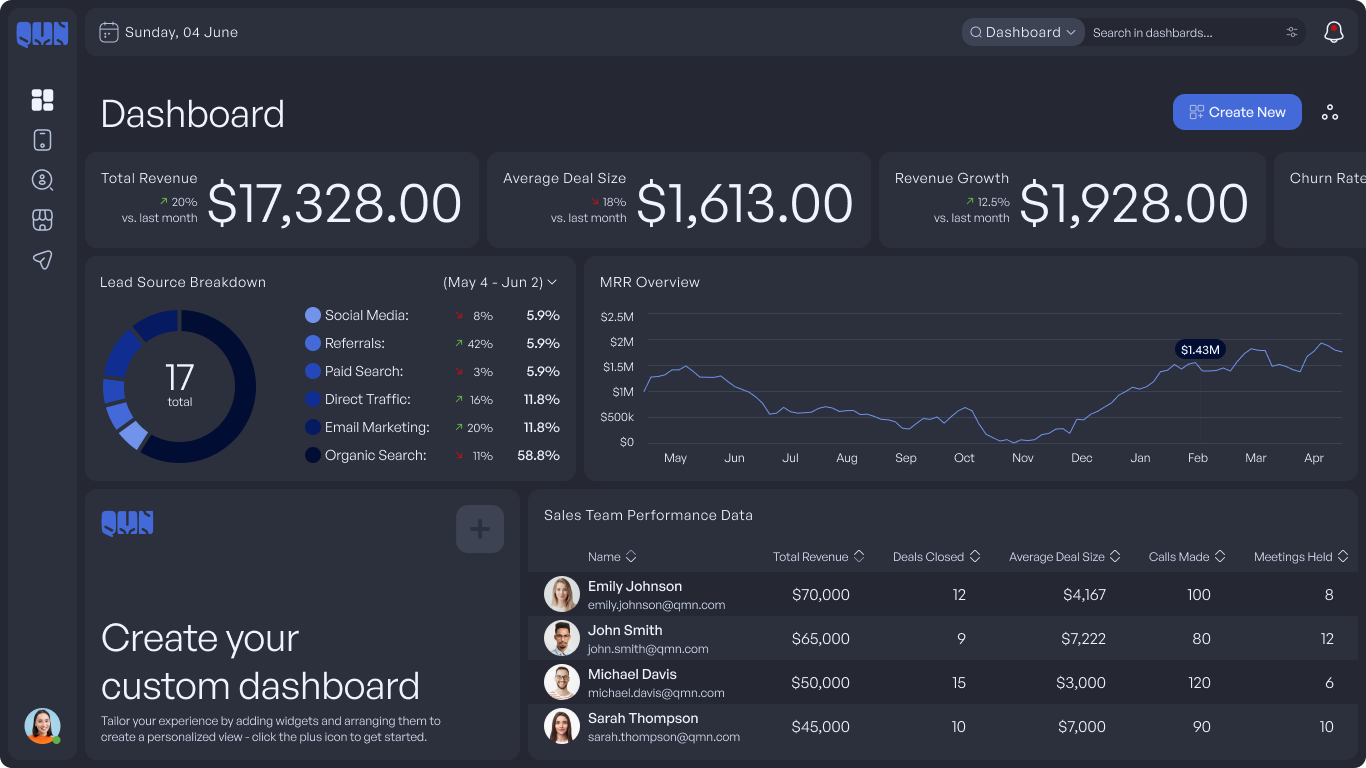 QMN
Sunday, 04 June
Dashboard
Search in dashbards...
Dashboard
Create New
Total Revenue
20%
vs. last month
$17,328.00
Average Deal Size
18%
vs. last month
$1,613.00
Revenue Growth
12.5%
vs. last month
$1,928.00
Churn Rate
Lead Source Breakdown
(May 4 - Jun 2)
17
total
Social Media: 8% 5.9%
Referrals: 42% 5.9%
Paid Search: 3% 5.9%
Direct Traffic: 16% 11.8%
Email Marketing: 20% 11.8%
Organic Search: 11% 58.8%
MRR Overview
$2.5M
$2M
$1.5M
$1M
$500k
$0
$1.43M
May Jun Jul Aug Sep Oct Nov Dec Jan Feb Mar Apr
QMN
Create your
custom dashboard
Tailor your experience by adding widgets and arranging them to
create a personalized view - click the plus icon to get started.
Sales Team Performance Data
Name Total Revenue Deals Closed Average Deal Size Calls Made Meetings Held
Emily Johnson
emily.johnson@qmn.com
$70,000 12 $4,167 100 8
John Smith
john.smith@qmn.com
$65,000 9 $7,222 80 12
Michael Davis
michael.davis@qmn.com
$50,000 15 $3,000 120 6
Sarah Thompson
sarah.thompson@qmn.com
$45,000 10 $7,000 90 10